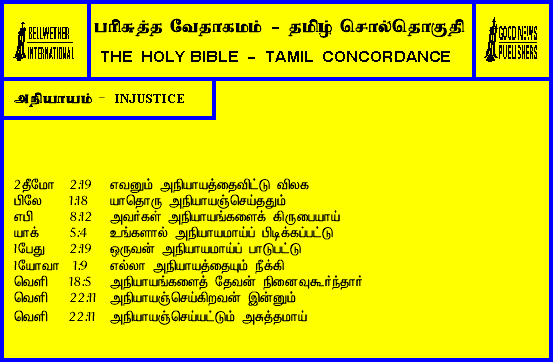 BELLWETHER
INTERNATIONAL
பரிசுத்த வேதாகமம் - தமிழ் சொல்தொகுதி
THE HOLY BIBLE - TAMIL CONCORDANCE
GOOD NEWS
PUBLISHERS
அநியாயம் - INJUSTICE
2தீமோ 2:19 எவனும் அநியாயத்தைவிட்டு விலக
பிலே 1:18 யாதொரு அநியாயஞ்செய்ததும்
எபி 8:12 அவர்கள் அநியாயங்களைக் கிருபையாய்
யாக் 5:4 உங்களால் அநியாயமாய்ப் பிடிக்கப்பட்டு
1பேது 2:19 ஒருவன் அநியாயமாய்ப் பாடுபட்டு
1யோவா 1:9 எல்லா அநியாயத்தையும் நீக்கி
வெளி 18:5 அநியாயங்களைத் தேவன் நினைவுகூர்ந்தார்
வெளி 22:11 அநியாயஞ்செய்கிறவன் இன்னும்
வெளி 22:11 அநியாயஞ்செய்யட்டும் அசுத்தமாய்